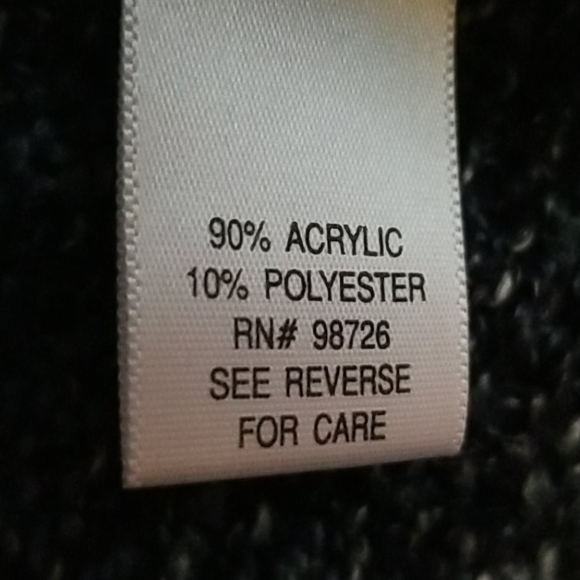 90% ACRYLIC
10% POLYESTER
RN# 98726
SEE REVERSE
FOR CARE